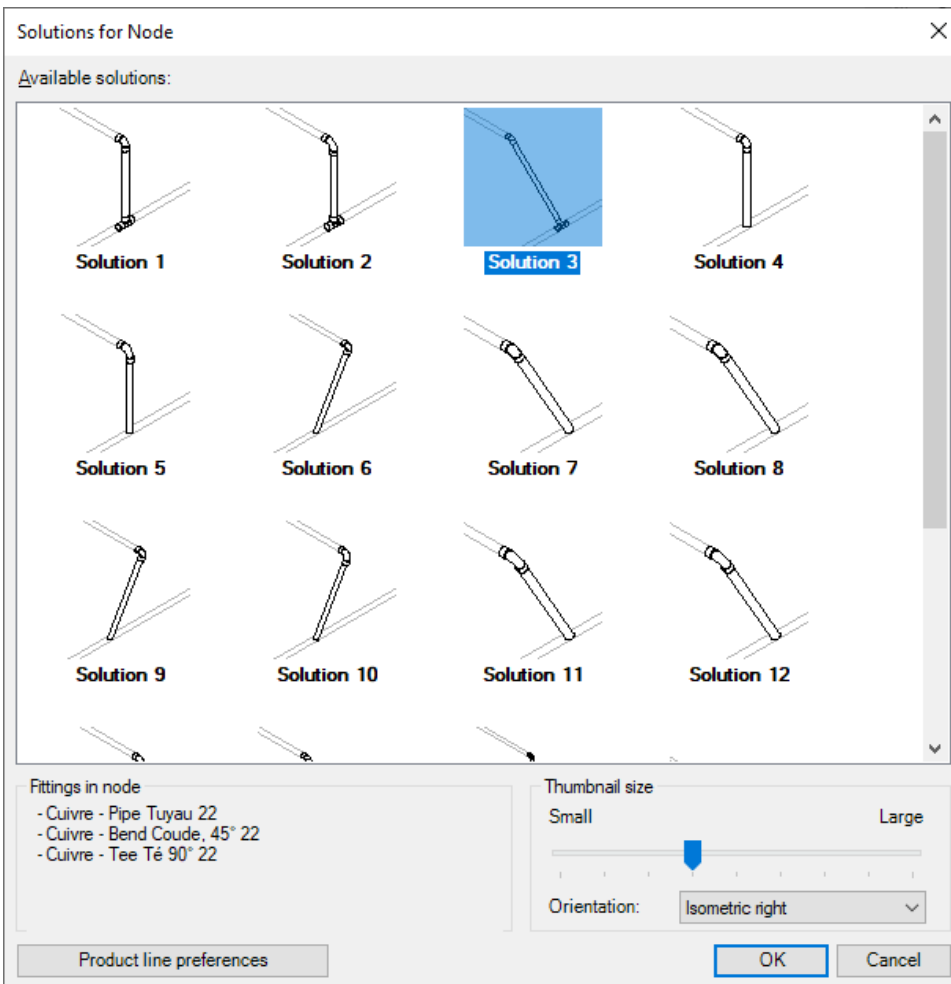 Solutions for Node
Available solutions:
Solution 1
Solution 2
Solution 3
Solution 4
Solution 5
Solution 6
Solution 7
Solution 8
Solution 9
Solution 10
Solution 11
Solution 12
Fittings in node
- Cuivre - Pipe Tuyau 22
- Cuivre - Bend Coude, 45° 22
- Cuivre - Tee Té 90° 22
Thumbnail size
Small Large
Orientation: Isometric right
Product line preferences
OK Cancel